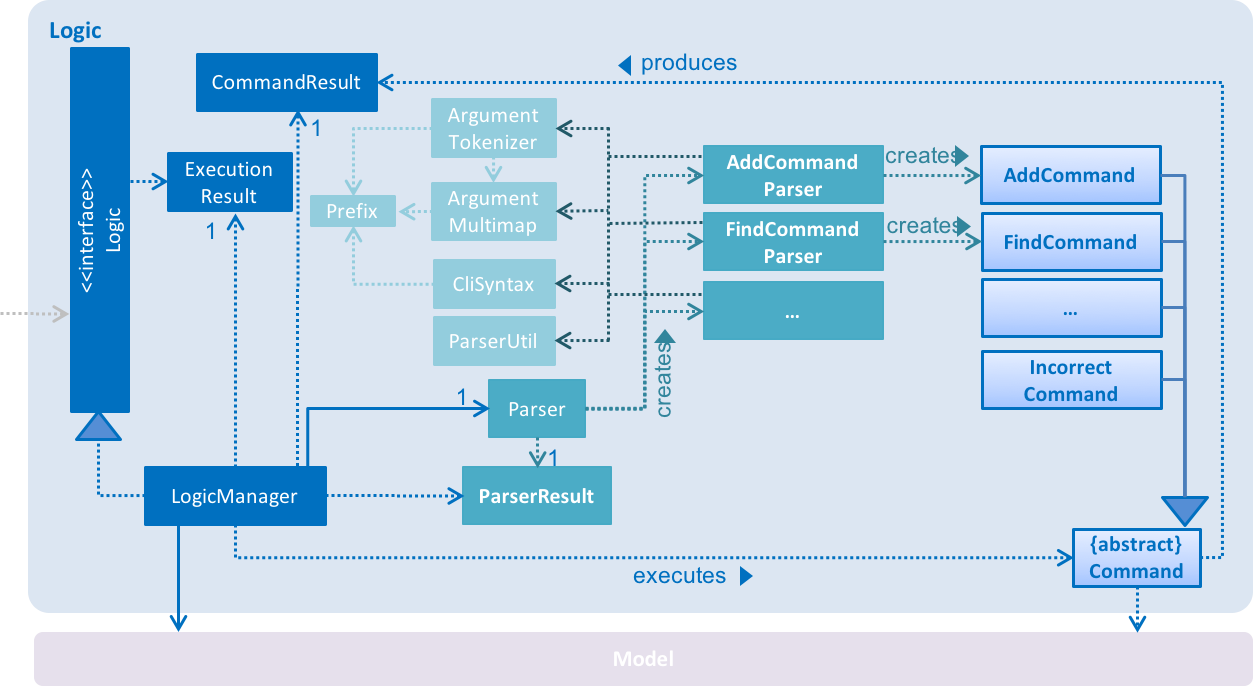 Logic
<<interface>>
Logic
CommandResult
produces
1
Execution
Result
1
Argument
Tokenizer
Prefix
Argument
Multimap
CliSyntax
ParserUtil
AddCommand
Parser
creates
AddCommand
FindCommand
Parser
creates
FindCommand
...
...
Incorrect
Command
creates
1
Parser
1
LogicManager
ParserResult
executes
{abstract}
Command
Model